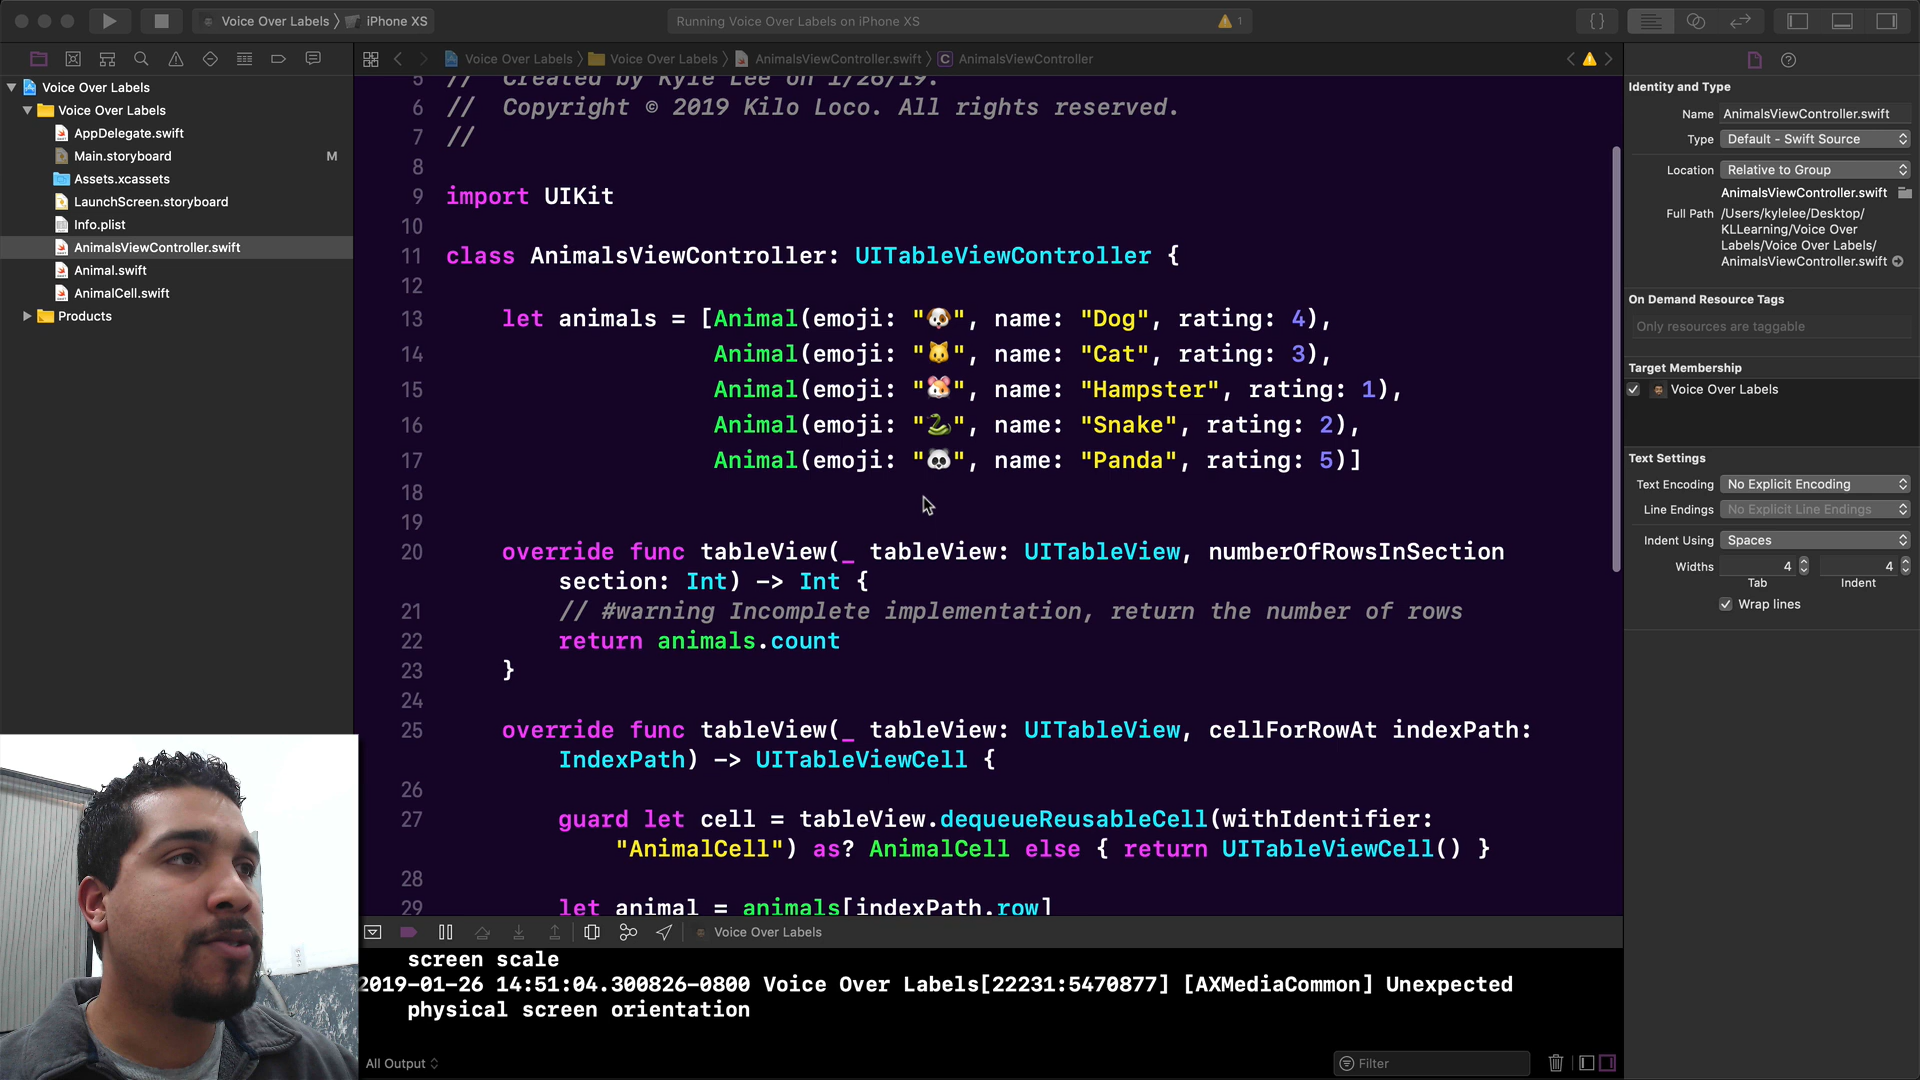 Voice Over Labels iPhone XS
Running Voice Over Labels on iPhone XS 1
Voice Over Labels Voice Over Labels AnimalsViewController.swift C AnimalsViewController
Voice Over Labels
Voice Over Labels
AppDelegate.swift
Main.storyboard M
Assets.xcassets
LaunchScreen.storyboard
Info.plist
AnimalsViewController.swift
Animal.swift
AnimalCell.swift
Products
5 // Created by Kyle Lee on 1/26/19.
6 // Copyright © 2019 Kilo Loco. All rights reserved.
7 //
8
9 import UIKit
10
11 class AnimalsViewController: UITableViewController {
12
13 let animals = [Animal(emoji: "🐶", name: "Dog", rating: 4),
14 Animal(emoji: "🐱", name: "Cat", rating: 3),
15 Animal(emoji: "🐹", name: "Hampster", rating: 1),
16 Animal(emoji: "🐍", name: "Snake", rating: 2),
17 Animal(emoji: "🐼", name: "Panda", rating: 5)]
18
19
20 override func tableView(_ tableView: UITableView, numberOfRowsInSection
section: Int) -> Int {
21 // #warning Incomplete implementation, return the number of rows
22 return animals.count
23 }
24
25 override func tableView(_ tableView: UITableView, cellForRowAt indexPath:
IndexPath) -> UITableViewCell {
26
27 guard let cell = tableView.dequeueReusableCell(withIdentifier:
"AnimalCell") as? AnimalCell else { return UITableViewCell() }
28
29 let animal = animals[indexPath.row]
Voice Over Labels
screen scale
2019-01-26 14:51:04.300826-0800 Voice Over Labels[22231:5470877] [AXMediaCommon] Unexpected
physical screen orientation
All Output
Filter
Identity and Type
Name AnimalsViewController.swift
Type Default - Swift Source
Location Relative to Group
AnimalsViewController.swift
Full Path /Users/kylelee/Desktop/
KLLearning/Voice Over
Labels/Voice Over Labels/
AnimalsViewController.swift
On Demand Resource Tags
Only resources are taggable
Target Membership
Voice Over Labels
Text Settings
Text Encoding No Explicit Encoding
Line Endings No Explicit Line Endings
Indent Using Spaces
Widths 4 4
Tab Indent
Wrap lines